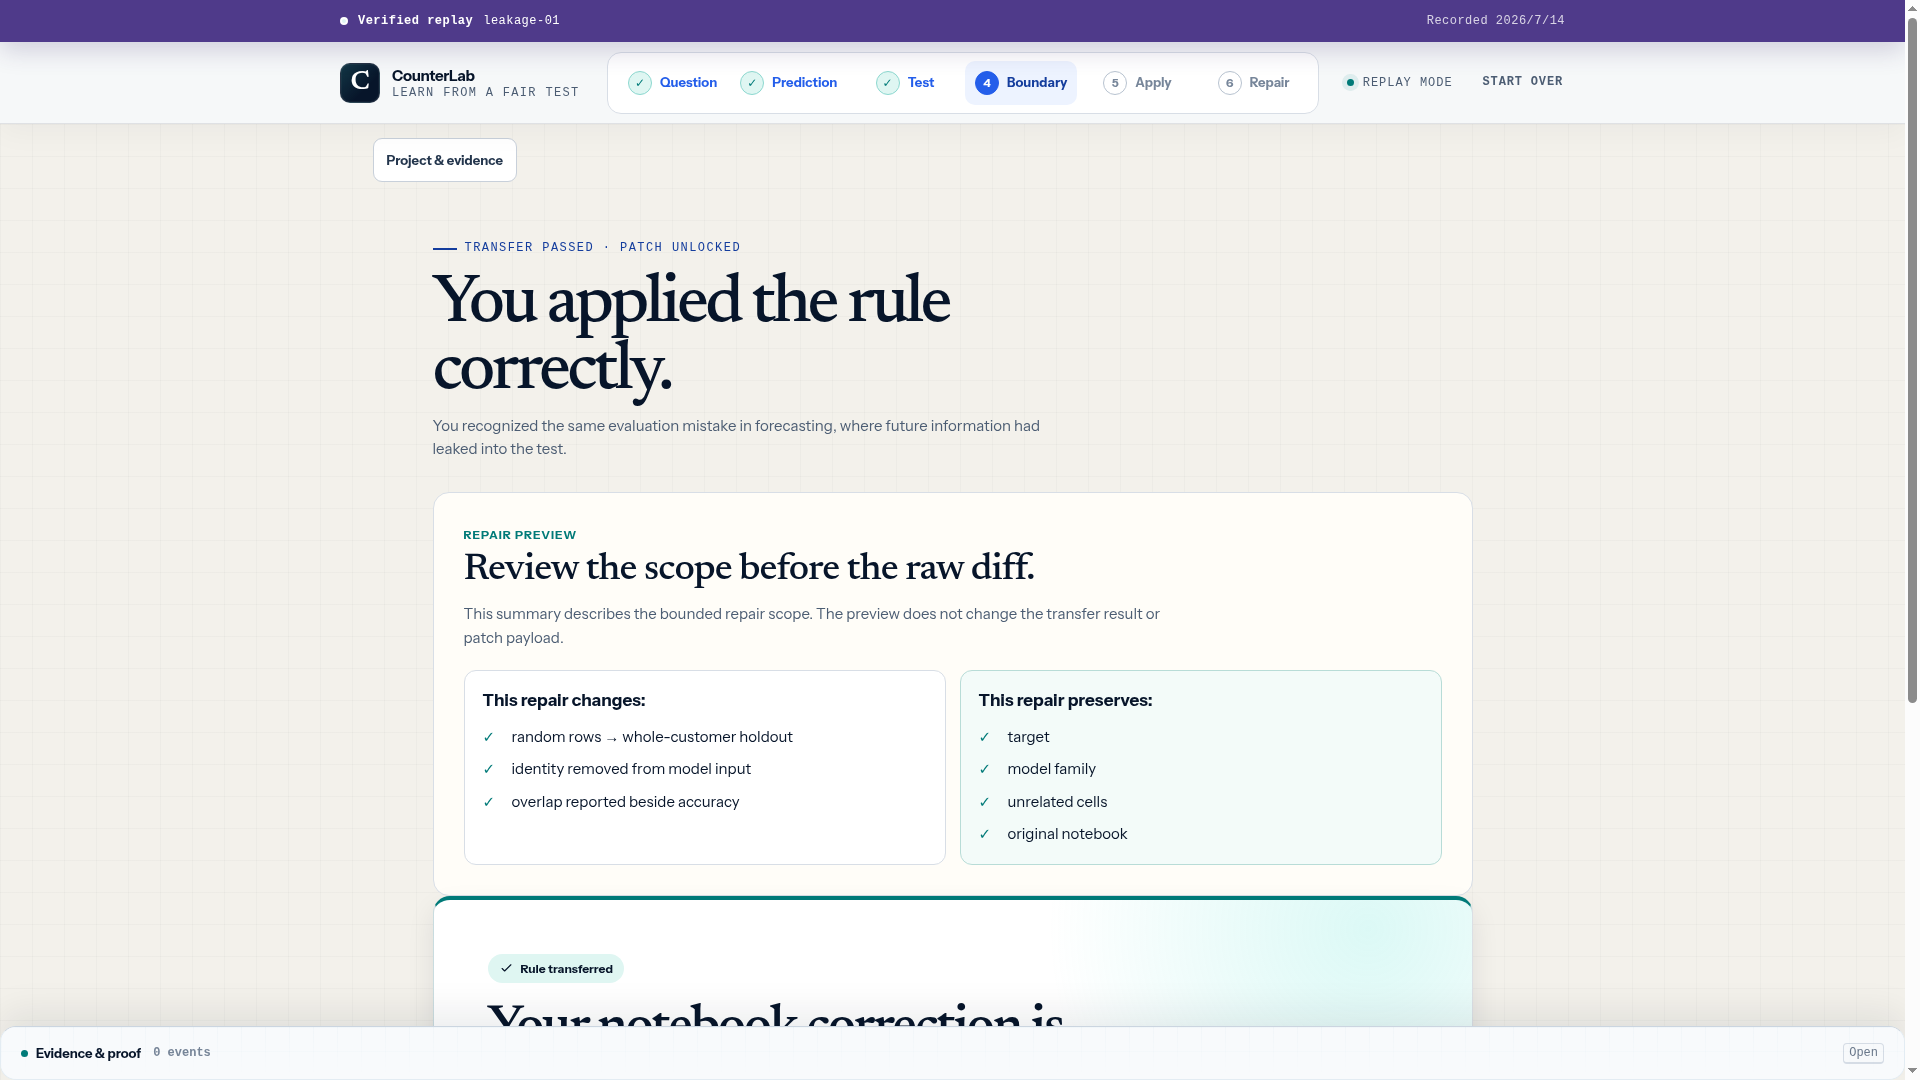 Verified replay leakage-01
Recorded 2026/7/14
C
CounterLab
LEARN FROM A FAIR TEST
✓ Question
✓ Prediction
✓ Test
4 Boundary
5 Apply
6 Repair
REPLAY MODE
START OVER
Project & evidence
TRANSFER PASSED · PATCH UNLOCKED
You applied the rule
correctly.
You recognized the same evaluation mistake in forecasting, where future information had
leaked into the test.
REPAIR PREVIEW
Review the scope before the raw diff.
This summary describes the bounded repair scope. The preview does not change the transfer result or
patch payload.
This repair changes:
✓ random rows → whole-customer holdout
✓ identity removed from model input
✓ overlap reported beside accuracy
This repair preserves:
✓ target
✓ model family
✓ unrelated cells
✓ original notebook
✓ Rule transferred
Your notebook correction is
Evidence & proof 0 events
Open